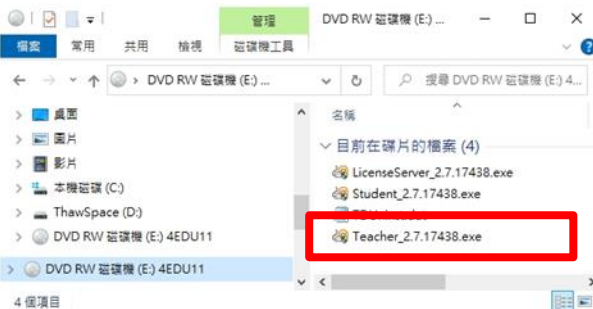 管理
DVD RW 磁碟機 (E:) ...
檔案
常用
共用
檢視
磁碟機工具
DVD RW 磁碟機 (E:) ...
搜尋 DVD RW 磁碟機 (E:) 4...
桌面
圖片
影片
本機磁碟 (C:)
ThawSpace (D:)
DVD RW 磁碟機 (E:) 4EDU11
DVD RW 磁碟機 (E:) 4EDU11
名稱
目前在碟片的檔案 (4)
LicenseServer_2.7.17438.exe
Student_2.7.17438.exe
Teacher_2.7.17438.exe
4 個項目